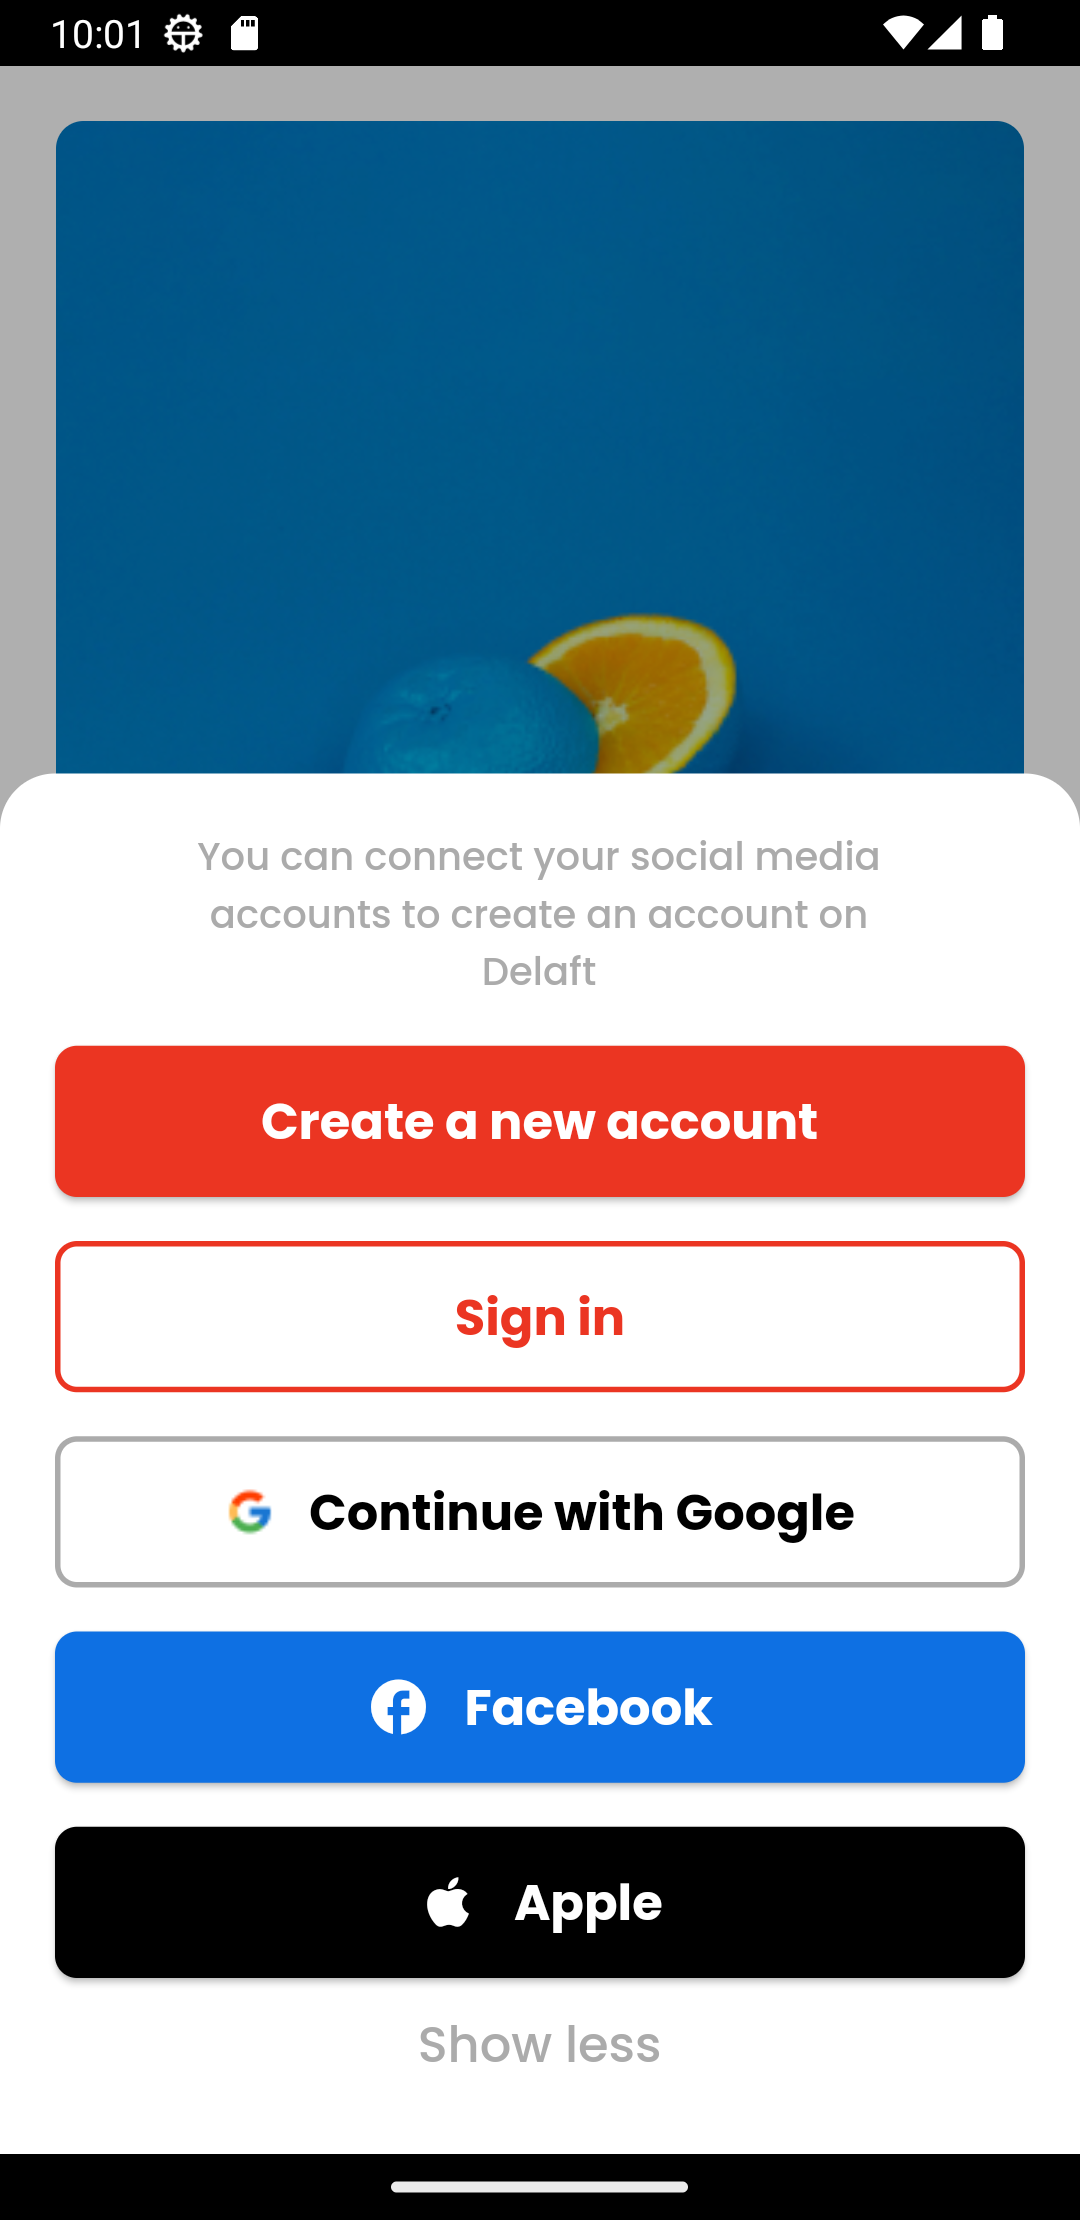 10:01
You can connect your social media
accounts to create an account on
Delaft
Create a new account
Sign in
Continue with Google
Facebook
Apple
Show less